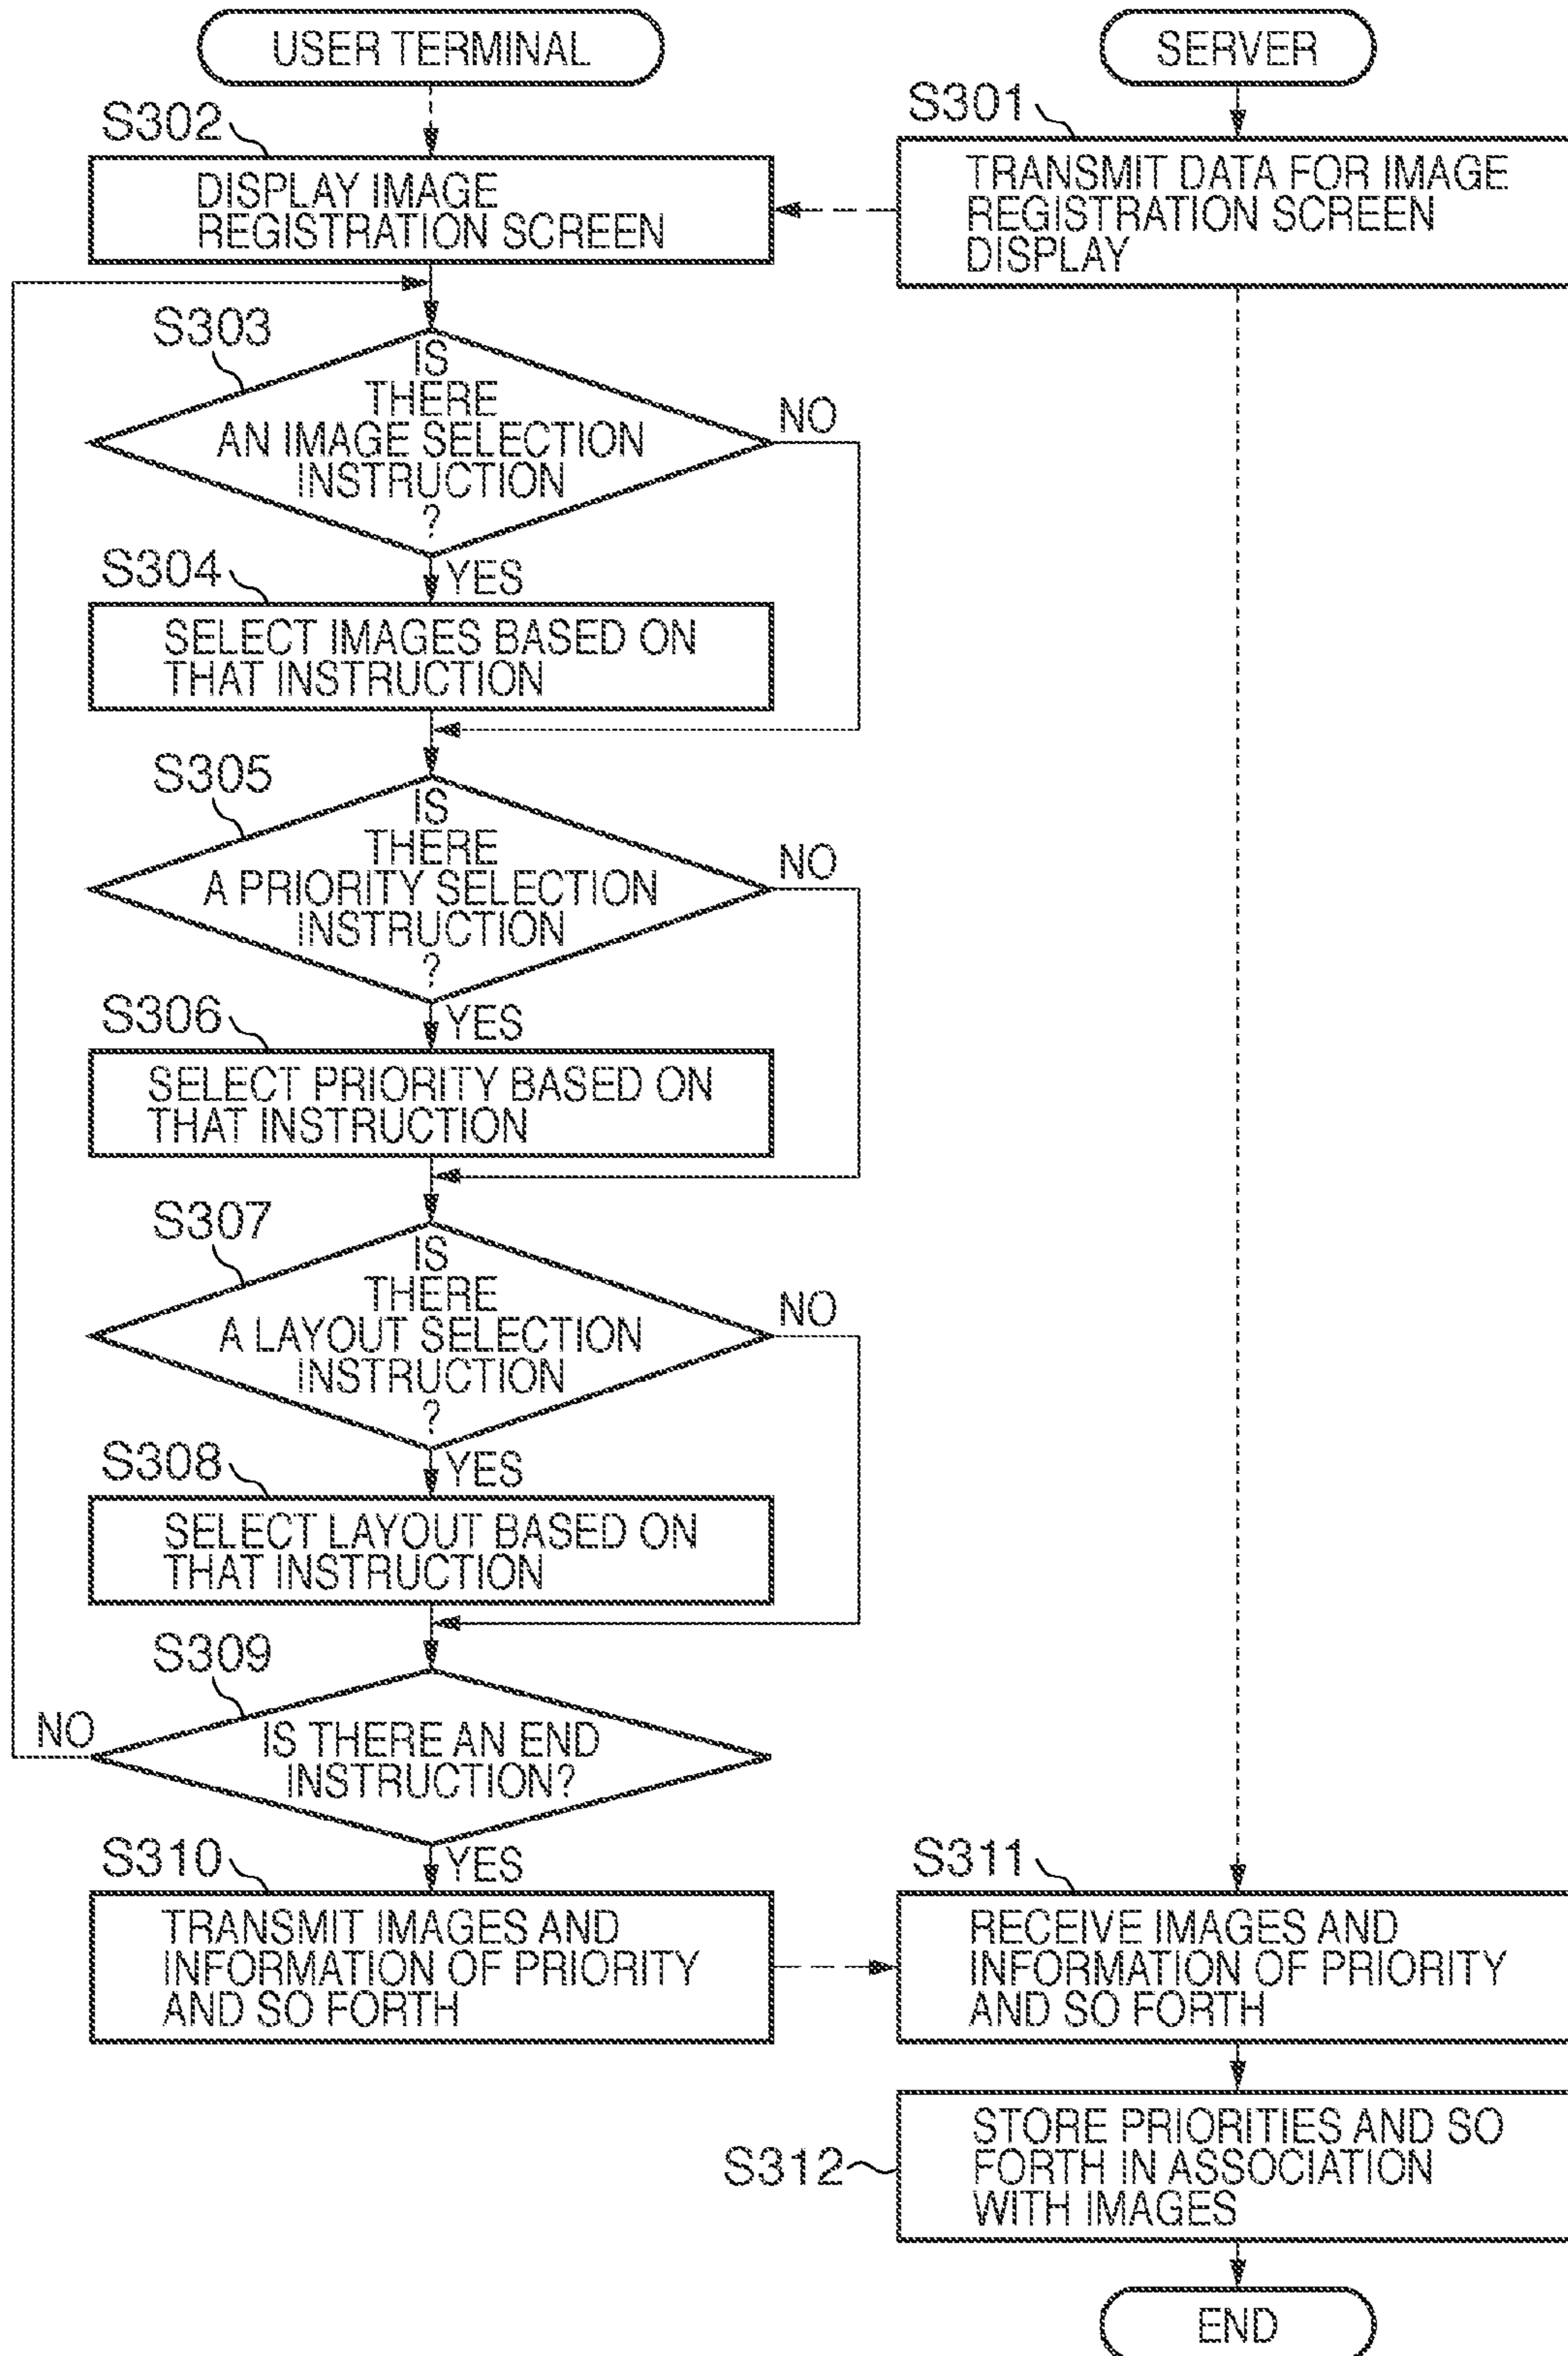 USER TERMINAL
SERVER
S302
S301
DISPLAY IMAGE
REGISTRATION SCREEN
TRANSMIT DATA FOR IMAGE
REGISTRATION SCREEN
DISPLAY
S303
IS
THERE
AN IMAGE SELECTION
INSTRUCTION
?
NO
YES
S304
SELECT IMAGES BASED ON
THAT INSTRUCTION
S305
IS
THERE
A PRIORITY SELECTION
INSTRUCTION
?
NO
YES
S306
SELECT PRIORITY BASED ON
THAT INSTRUCTION
S307
IS
THERE
A LAYOUT SELECTION
INSTRUCTION
?
NO
YES
S308
SELECT LAYOUT BASED ON
THAT INSTRUCTION
S309
NO
IS THERE AN END
INSTRUCTION?
YES
S310
TRANSMIT IMAGES AND
INFORMATION OF PRIORITY
AND SO FORTH
S311
RECEIVE IMAGES AND
INFORMATION OF PRIORITY
AND SO FORTH
S312
STORE PRIORITIES AND SO
FORTH IN ASSOCIATION
WITH IMAGES
END